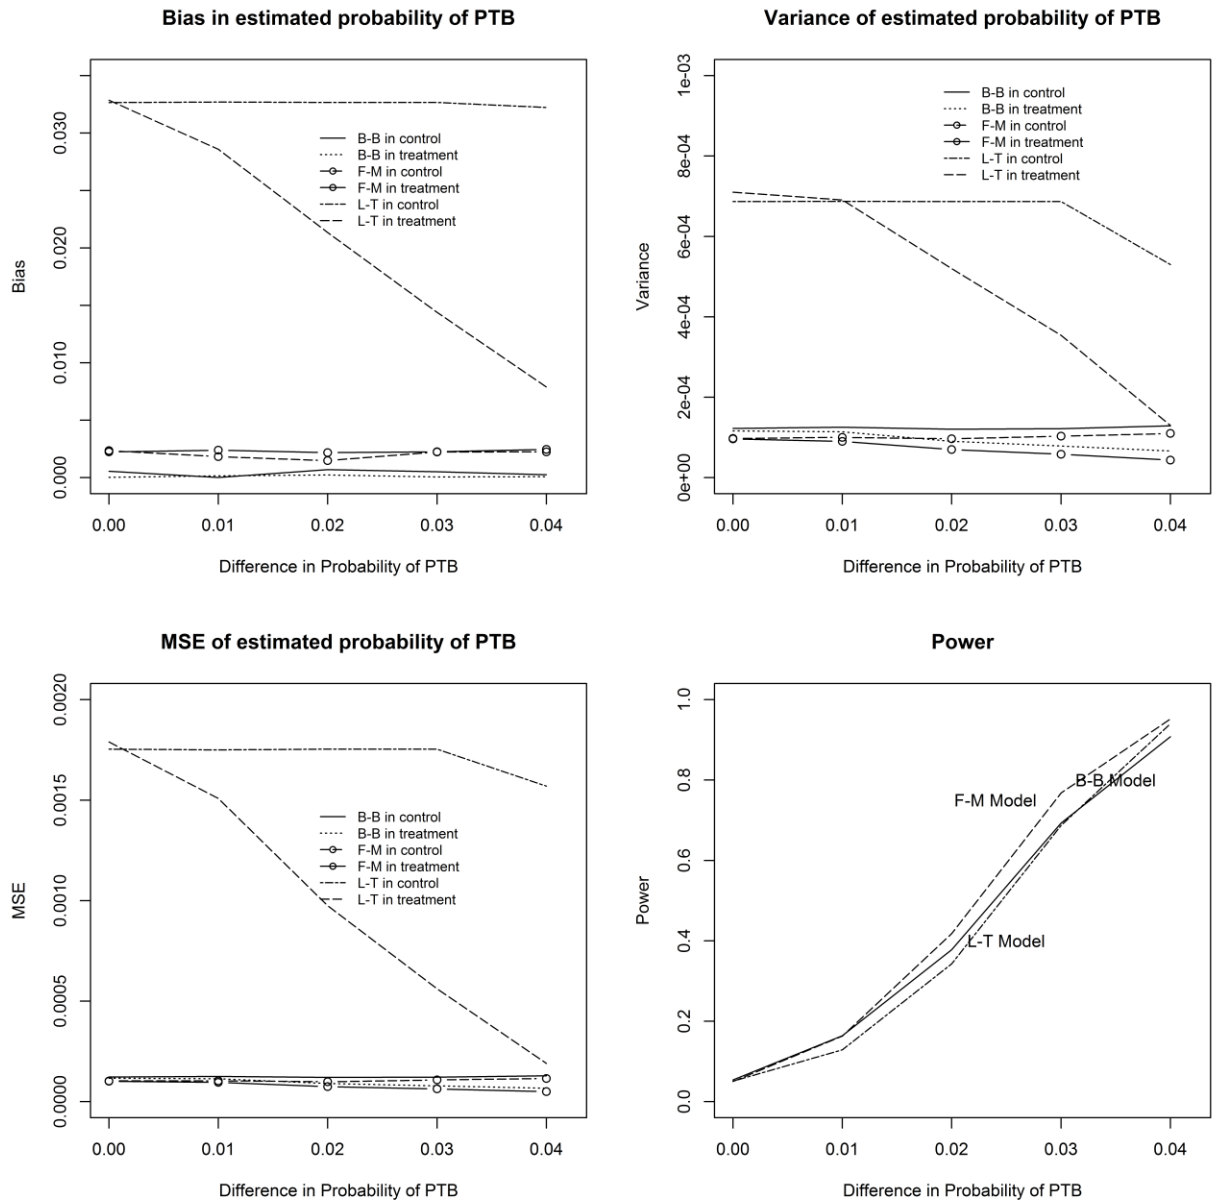 Bias in estimated probability of PTB
Bias
0.000
0.010
0.020
0.030
B-B in control
B-B in treatment
F-M in control
F-M in treatment
L-T in control
L-T in treatment
0.00 0.01 0.02 0.03 0.04
Difference in Probability of PTB
Variance of estimated probability of PTB
Variance
0e+00
2e-04
4e-04
6e-04
8e-04
1e-03
B-B in control
B-B in treatment
F-M in control
F-M in treatment
L-T in control
L-T in treatment
0.00 0.01 0.02 0.03 0.04
Difference in Probability of PTB
MSE of estimated probability of PTB
MSE
0.0000
0.0005
0.0010
0.0015
0.0020
B-B in control
B-B in treatment
F-M in control
F-M in treatment
L-T in control
L-T in treatment
0.00 0.01 0.02 0.03 0.04
Difference in Probability of PTB
Power
Power
0.0
0.2
0.4
0.6
0.8
1.0
B-B Model
F-M Model
L-T Model
0.00 0.01 0.02 0.03 0.04
Difference in Probability of PTB